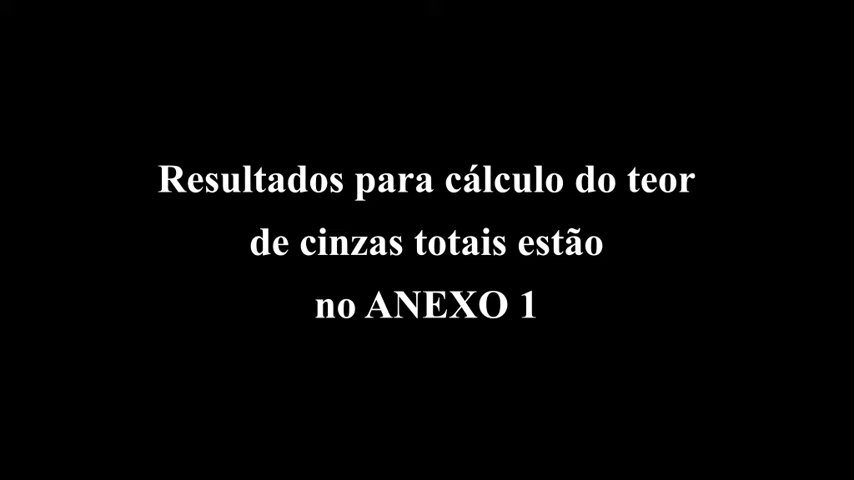 Resultados para cálculo do teor
de cinzas totais estão
no ANEXO 1